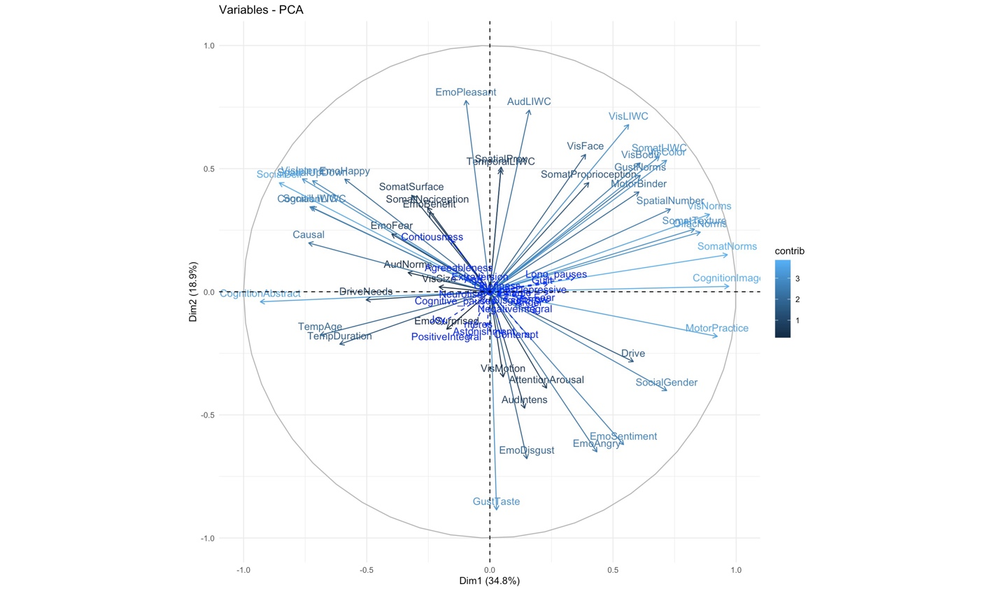 Variables - PCA
1.0
EmoPleasant
AudLIWC
VisLIWC
VisFace
SomatLIWC
VisColor
VisBody
SpatialProx
TemporalLIWC
GustNorms
0.5
EmoHappy
SomatProprioception
MotorBinder
SomatSurface
SomatNociception
EmoBenefit
SpatialNumber
VisNorms
SomatTexture
OlfacNorms
EmoFear
Causal
Contiousness
SomatNorms
contrib
3
2
1
AudNorms
Agreeableness
VisSize
Extraversion
Long_pauses
Guilt
CognitionImage
CognitionAbstract
0.0
DriveNeeds
Cognitive_pauses
NegativeIntegral
TempAge
TempDuration
EmoSurprised
Astonishment
PositiveIntegral
Contempt
MotorPractice
Drive
VisMotion
AttentionArousal
SocialGender
AudIntens
-0.5
EmoSentiment
EmoAngry
EmoDisgust
GustTaste
-1.0
-1.0
-0.5
0.0
0.5
1.0
Dim1 (34.8%)
Dim2 (18.9%)